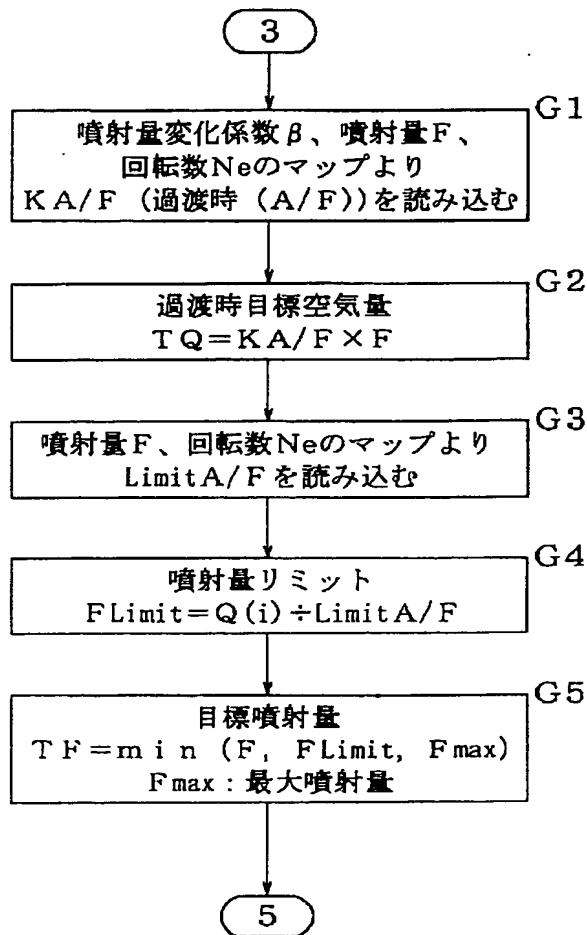 3
G1
噴射量変化係数β、噴射量F、
回転数Neのマップより
KA/F (過渡時 (A/F))を読み込む
G2
過渡時目標空気量
TQ=KA/F×F
G3
噴射量F、回転数Neのマップより
LimitA/Fを読み込む
G4
噴射量リミット
FLimit=Q(i)÷LimitA/F
G5
目標噴射量
TF=min (F, FLimit, Fmax)
Fmax:最大噴射量
5